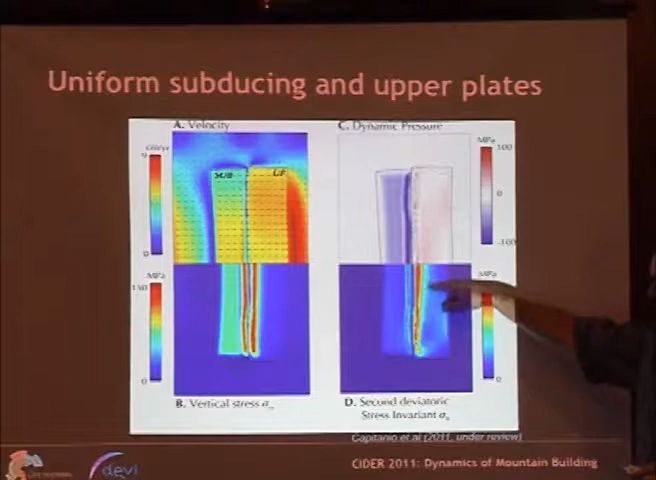 Uniform subducing and upper plates
A. Velocity
C. Dynamic Pressure
cm/yr
9
0
SUB
UP
MPa
100
0
-100
MPa
150
0
MPa
0
B. Vertical stress
D. Second deviatoric
Stress Invariant
Capitanio et al (2011, under review)
devi
CIDER 2011: Dynamics of Mountain Building